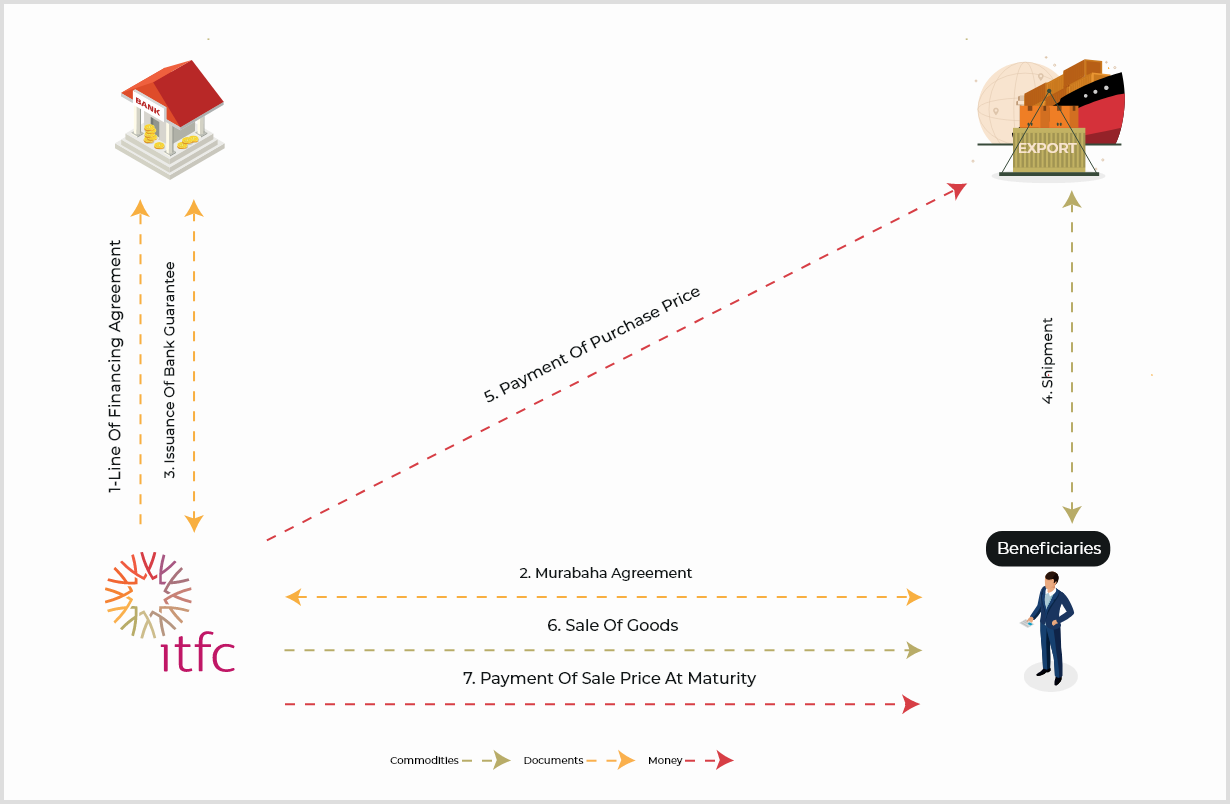 BANK
EXPORT
1-Line Of Financing Agreement
3. Issuance Of Bank Guarantee
5. Payment Of Purchase Price
4. Shipment
Beneficiaries
2. Murabaha Agreement
6. Sale Of Goods
itfc
7. Payment Of Sale Price At Maturity
Commodities
Documents
Money